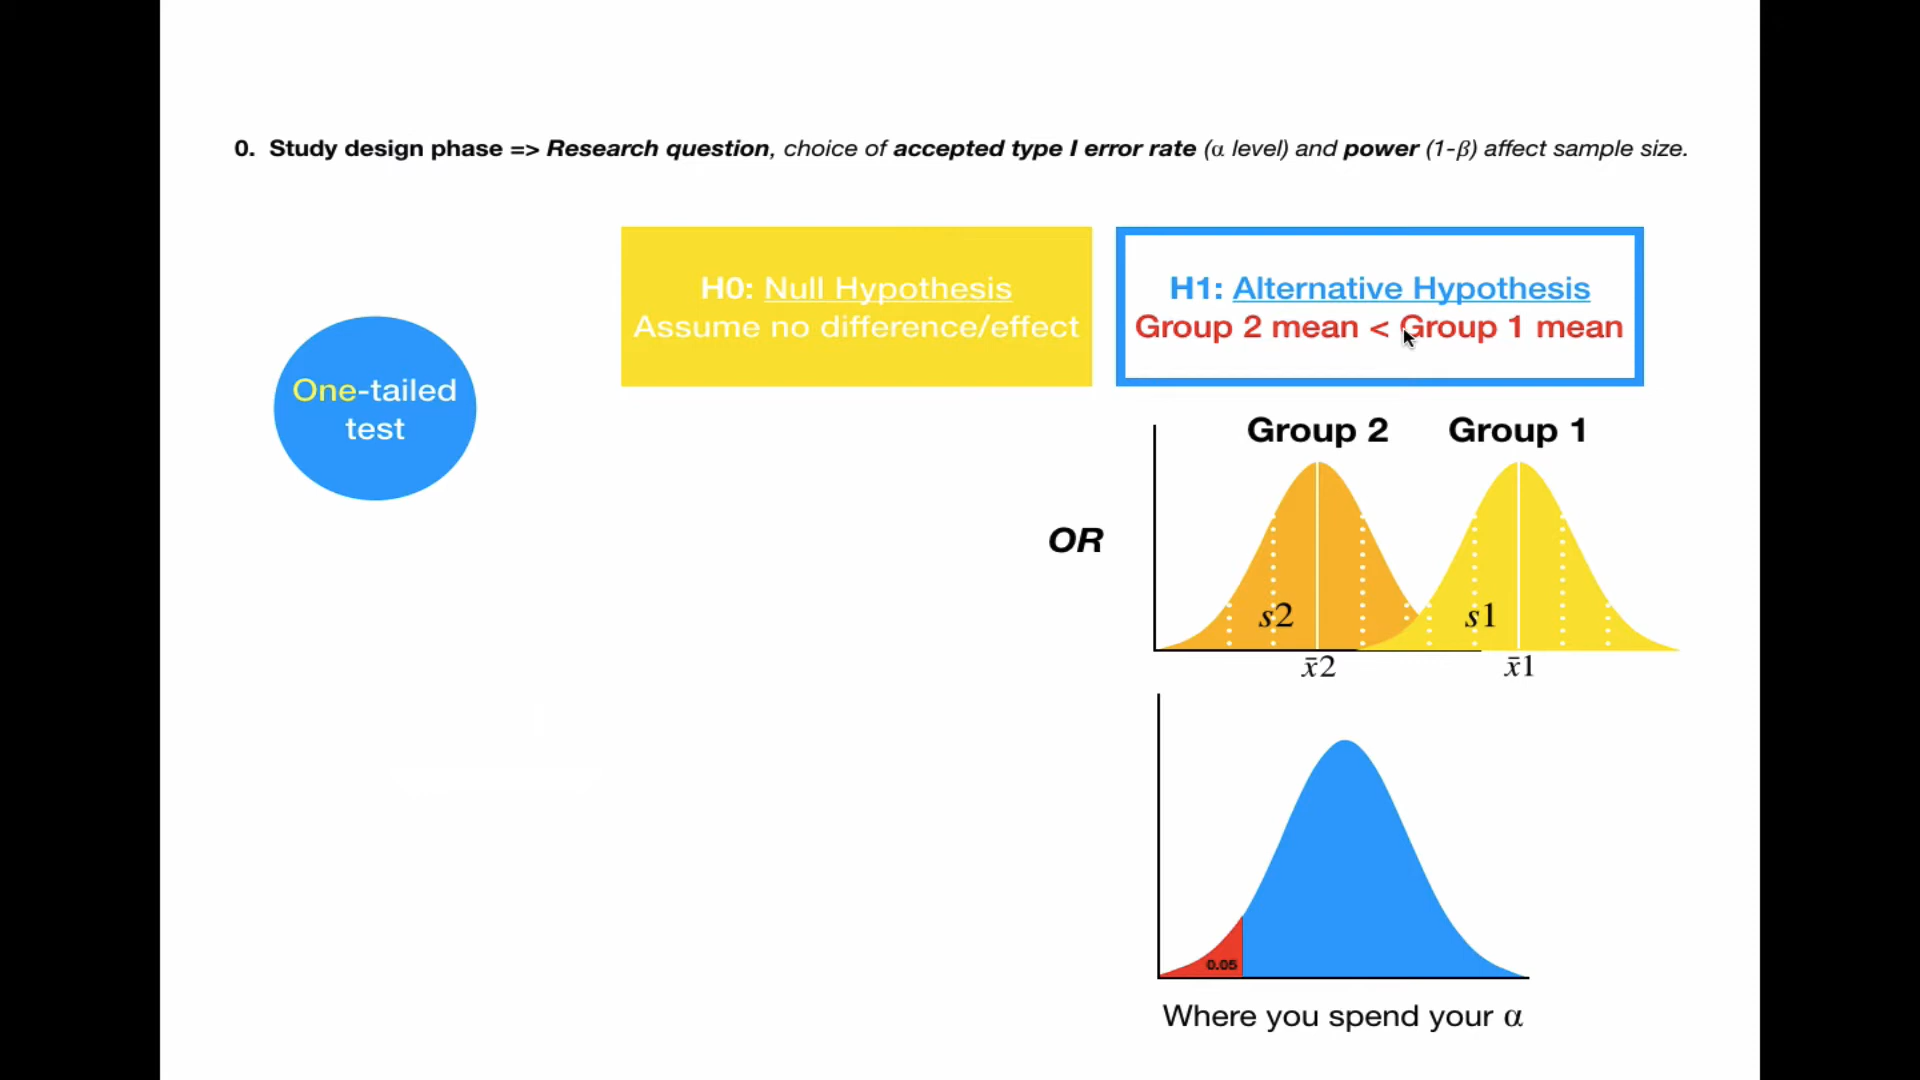 0. Study design phase => Research question, choice of accepted type I error rate (α level) and power (1-β) affect sample size.
H0: Null Hypothesis
Assume no difference/effect
H1: Alternative Hypothesis
Group 2 mean < Group 1 mean
One-tailed
test
Group 2 Group 1
OR
s2 s1
x̄2 x̄1
0.05
Where you spend your α